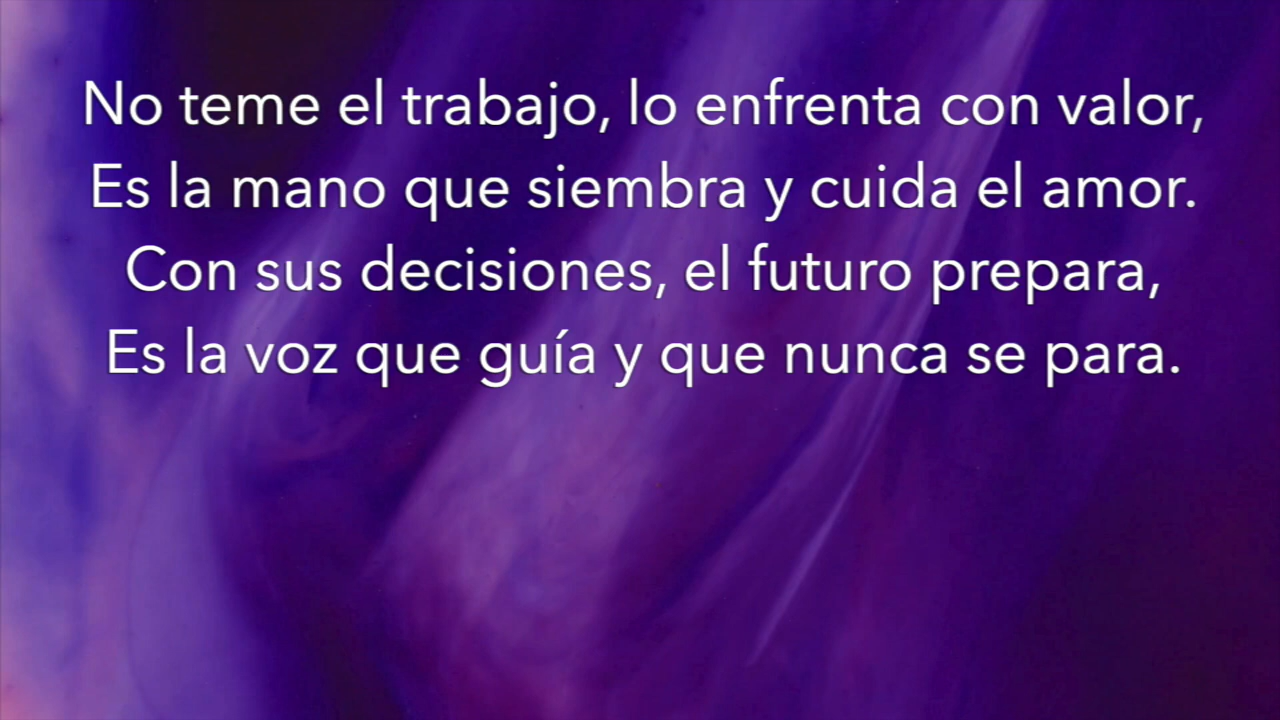 No teme el trabajo, lo enfrenta con valor,
Es la mano que siembra y cuida el amor.
Con sus decisiones, el futuro prepara,
Es la voz que guía y que nunca se para.